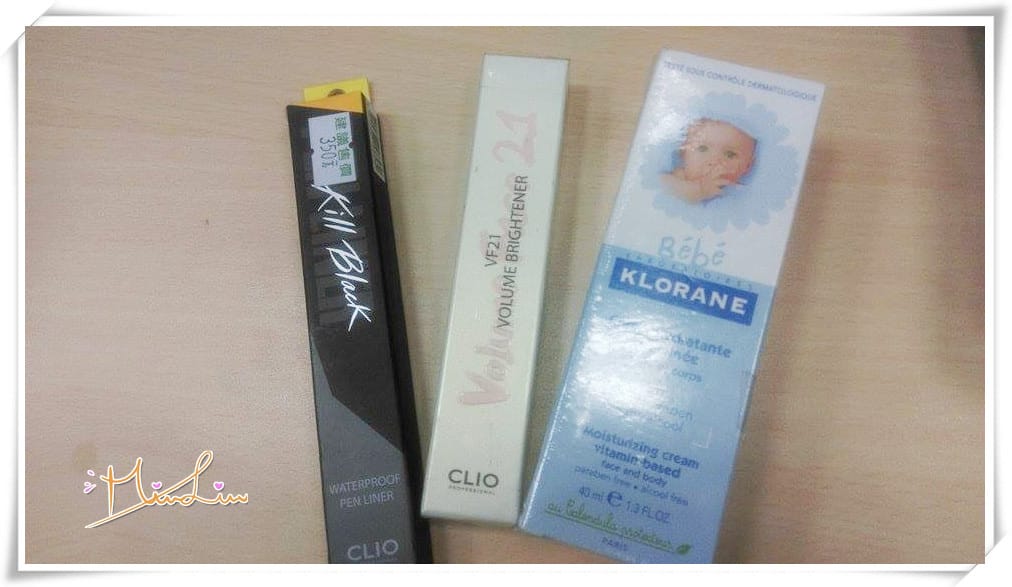 建議售價
350元
Kill Black
WATERPROOF
PEN LINER
CLIO
Volume 21
VF21
VOLUME BRIGHTENER
CLIO
PROFESSIONAL
TESTÉ SOUS CONTRÔLE DERMATOLOGIQUE
Bébé
LABORATOIRES
KLORANE
corps
Moisturizing cream
vitamin-based
face and body
paraben free • alcohol free
40 ml e 1.3 FL.OZ
au Calendula protecteur
PARIS